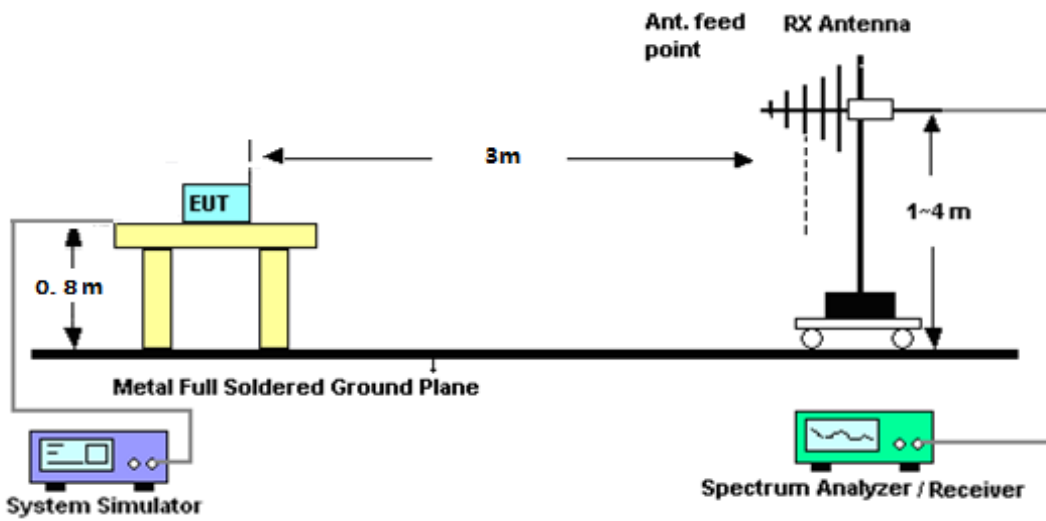 Ant. feed
point
RX Antenna
3m
EUT
1~4 m
0. 8 m
Metal Full Soldered Ground Plane
System Simulator
Spectrum Analyzer / Receiver